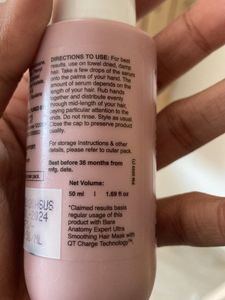 DIRECTIONS TO USE: For best
results, use on towel dried, damp
hair. Take a few drops of the serum
onto the palms of your hand. The
amount of serum depends on the
length of your hair. Rub hands
together and distribute evenly
through mid-length of your hair,
paying particular attention to the
ends. Do not rinse. Style as usual.
Close the cap to preserve product
quality.
For storage instructions & other
details, please refer to outer pack.
Best before 36 months from
mfg. date.
Net Volume:
50 ml | 1.69 fl oz
*Claimed results basis
regular usage of this
product with Bare
Anatomy Expert Ultra
Smoothing Hair Mask with
QT Charge Technology™.
2024